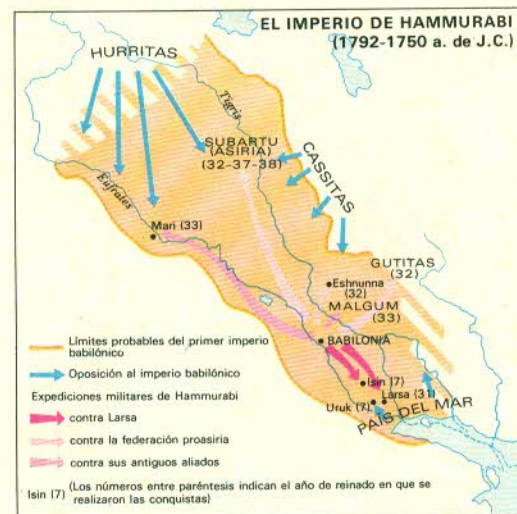 EL IMPERIO DE HAMMURABI
(1792-1750 a. de J.C.)
HURRITAS
Tigris
SUBARTU
(ASIRIA)
(32-37-38)
CASSITAS
Eufrates
Mari (33)
GUTITAS
(32)
Eshnunna
(32)
MALGUM
(33)
BABILONIA
Isin (7)
Larsa (31)
Uruk (7)
PAÍS DEL MAR
Límites probables del primer imperio
babilónico
Oposición al imperio babilónico
Expediciones militares de Hammurabi
contra Larsa
contra la federación proasiria
contra sus antiguos aliados
Isin (7) (Los números entre paréntesis indican el año de reinado en que se
realizaron las conquistas)